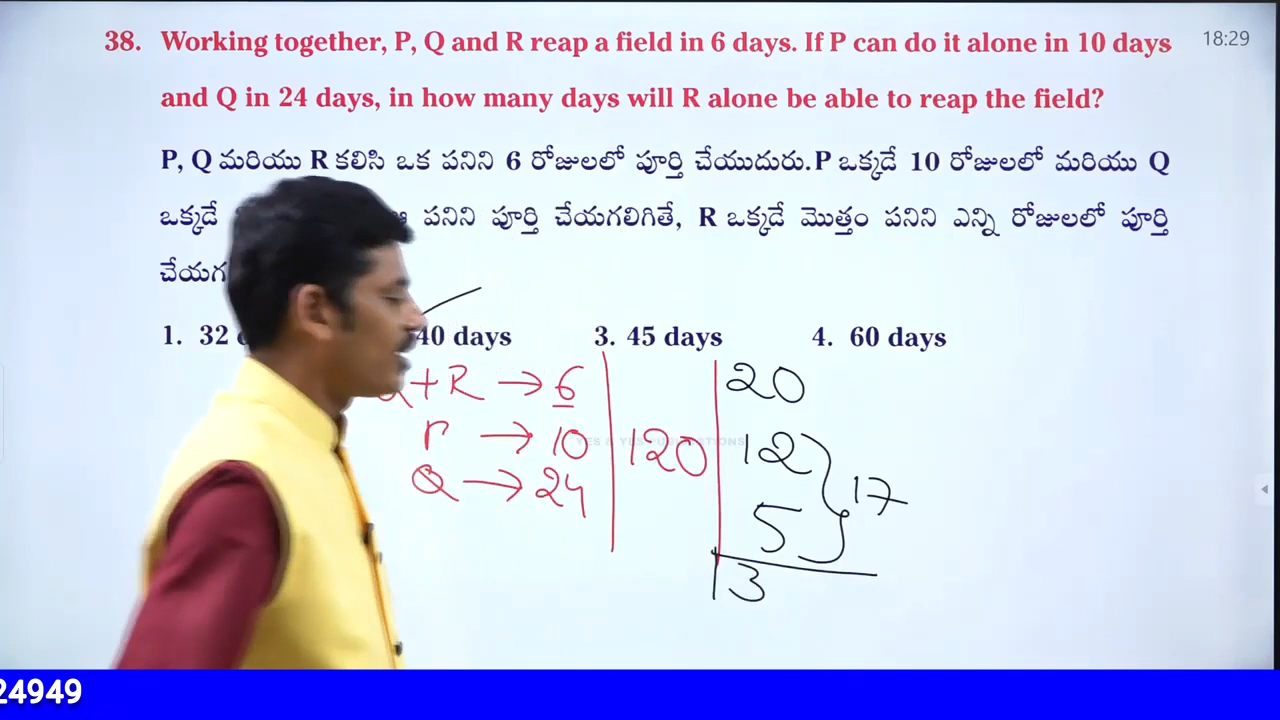 38. Working together, P, Q and R reap a field in 6 days. If P can do it alone in 10 days
18:29
and Q in 24 days, in how many days will R alone be able to reap the field?
P, Q మరియు R కలిసి ఒక పనిని 6 రోజులలో పూర్తి చేయుదురు. P ఒక్కడే 10 రోజులలో మరియు Q
ఒక్కడే పనిని పూర్తి చేయగలిగితే, R ఒక్కడే మొత్తం పనిని ఎన్ని రోజులలో పూర్తి
చేయగ
1. 32 40 days 3. 45 days 4. 60 days
+R → 6 20
→ 10 120 12
Q → 24 17
5
13
YES & YES PUBLICATIONS
24949